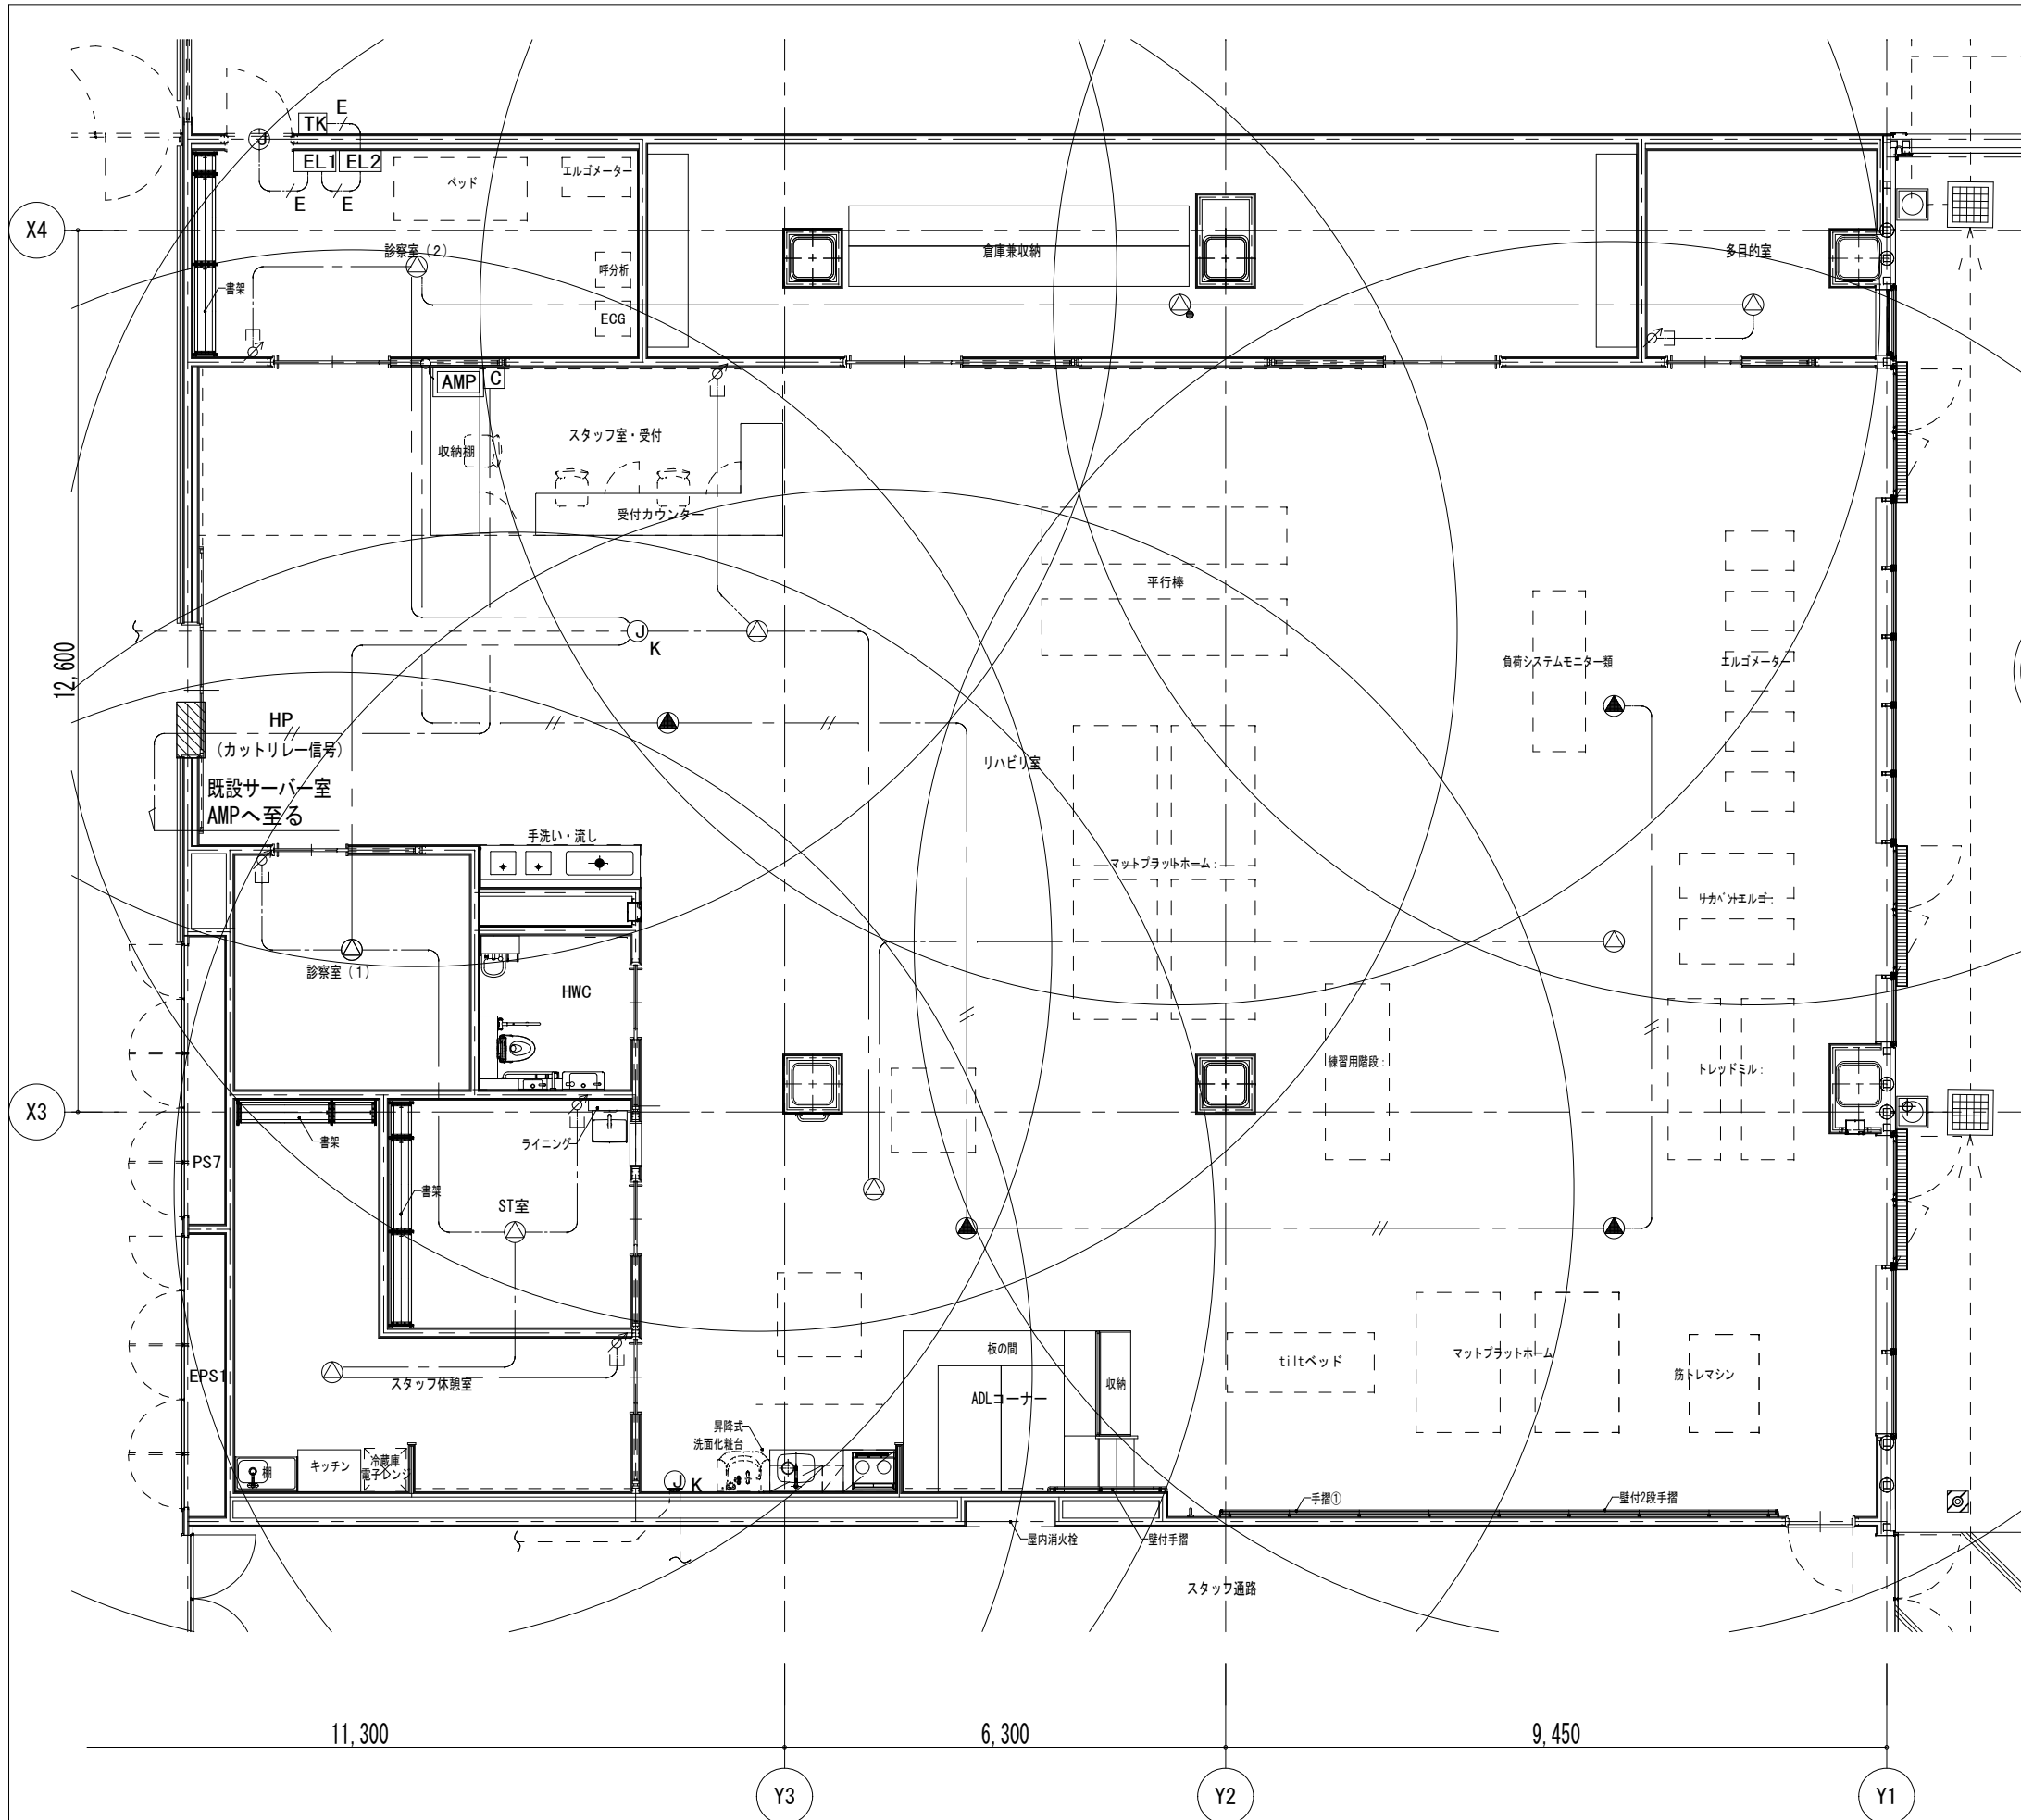 E
TK
J
EL1
EL2
E
E
ベッド
エルゴメーター
X4
診察室(2)
呼分析
倉庫兼収納
多目的室
書架
ECG
AMP
C
スタッフ室・受付
収納棚
受付カウンター
平行棒
J
K
12,600
負荷システムモニター類
エルゴメーター
HP
(カットリレー信号)
リハビリ室
既設サーバー室
AMPへ至る
手洗い・流し
マットプラットホーム:
リカベントエルゴ:
診察室(1)
HWC
練習用階段:
トレッドミル:
X3
書架
ライニング
PS7
書架
ST室
板の間
tiltベッド
マットプラットホーム
EPS1
スタッフ休憩室
収納
筋トレマシン
ADLコーナー
昇降式
洗面化粧台
棚
キッチン
冷蔵庫
電子レンジ
J
K
手摺①
壁付2段手摺
屋内消火栓
壁付手摺
スタッフ通路
11,300
6,300
9,450
Y3
Y2
Y1